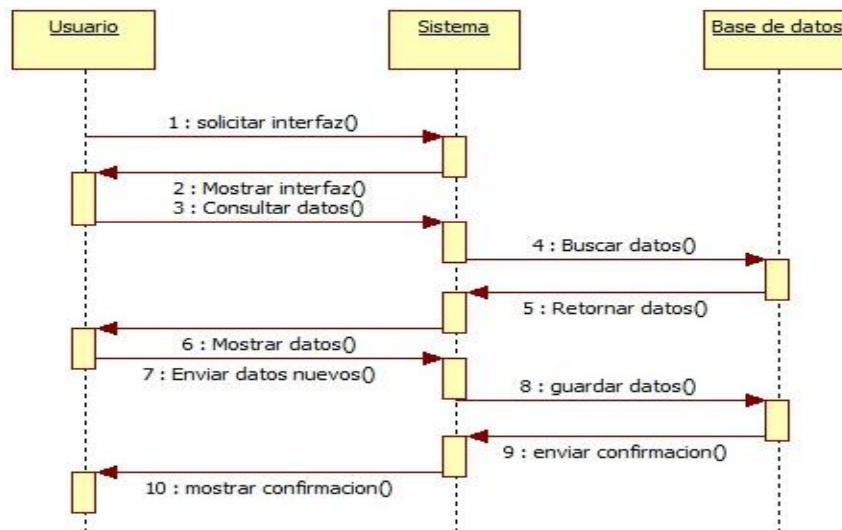 Usuario
Sistema
Base de datos
1 : solicitar interfaz()
2 : Mostrar interfaz()
3 : Consultar datos()
4 : Buscar datos()
5 : Retornar datos()
6 : Mostrar datos()
7 : Enviar datos nuevos()
8 : guardar datos()
9 : enviar confirmacion()
10 : mostrar confirmacion()